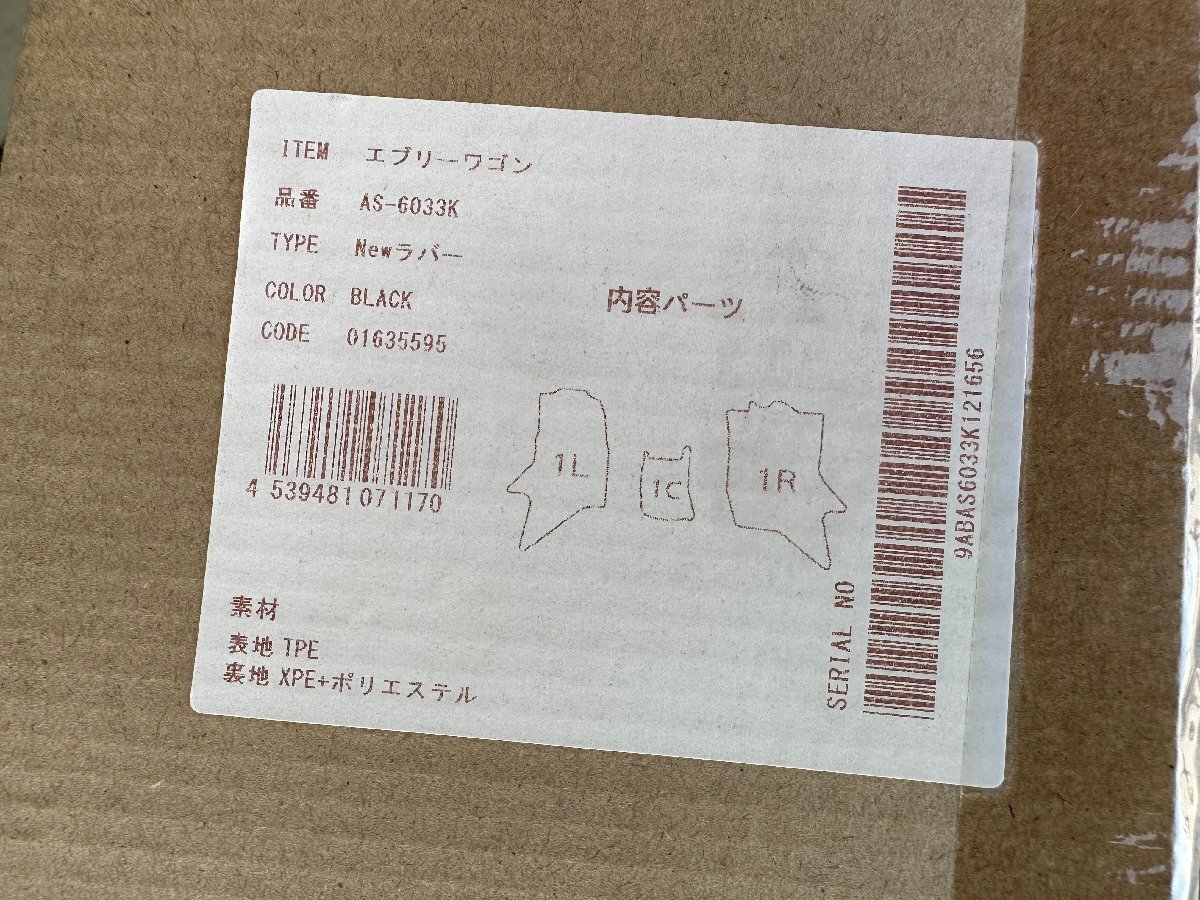 ITEM エブリーワゴン
品番 AS-6033K
TYPE Newラバー
COLOR BLACK
CODE 01635595
4 539481 071170
内容パーツ
1L
1C
1R
素材
表地 TPE
裏地 XPE+ポリエステル
SERIAL NO
9ABAS6033K121656